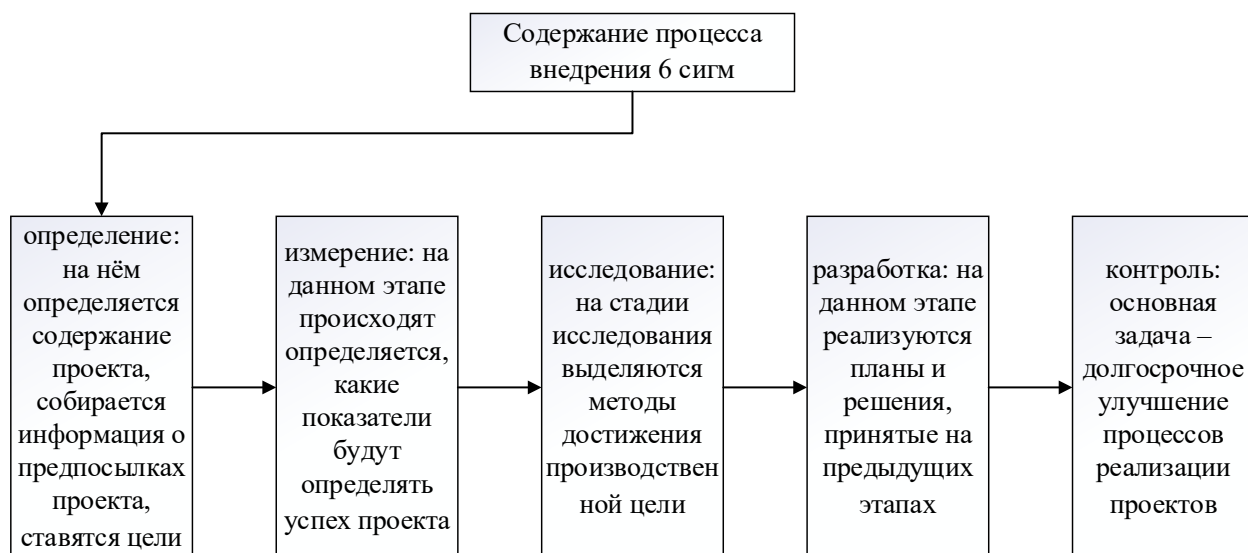 Содержание процесса
внедрения 6 сигм
определение:
на нём
определяется
содержание
проекта,
собирается
информация о
предпосылках
проекта,
ставятся цели
измерение: на
данном этапе
происходят
определяется,
какие
показатели
будут
определять
успех проекта
исследование:
на стадии
исследования
выделяются
методы
достижения
производствен
ной цели
разработка: на
данном этапе
реализуются
планы и
решения,
принятые на
предыдущих
этапах
контроль:
основная
задача –
долгосрочное
улучшение
процессов
реализации
проектов